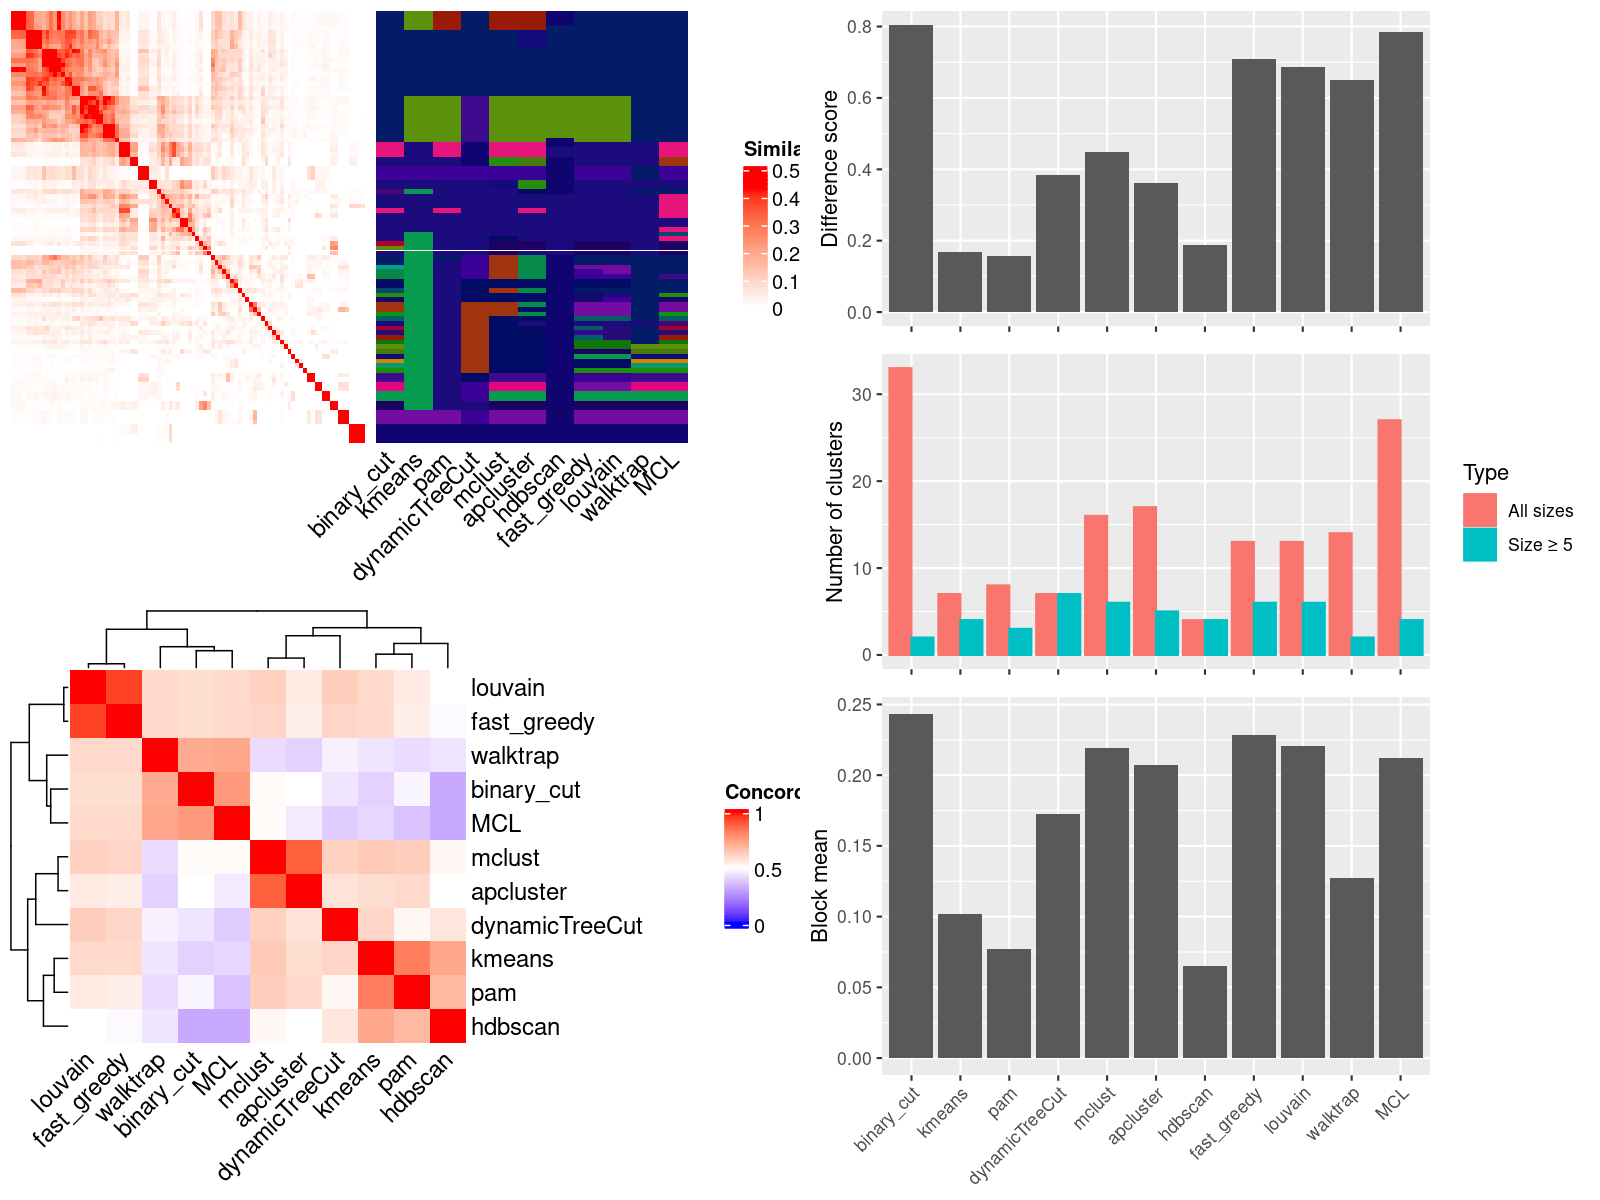 Simila
0.5
0.4
0.3
0.2
0.1
0
binary_cut
kmeans
pam
dynamicTreeCut
mclust
apcluster
hdbscan
fast_greedy
louvain
walktrap
MCL
louvain
fast_greedy
walktrap
binary_cut
MCL
mclust
apcluster
dynamicTreeCut
kmeans
pam
hdbscan
louvain
fast_greedy
walktrap
binary_cut
MCL
mclust
apcluster
dynamicTreeCut
kmeans
pam
hdbscan
Concord
1
0.5
0
Difference score
0.8
0.6
0.4
0.2
0.0
Number of clusters
30
20
10
0
Type
All sizes
Size ≥ 5
Block mean
0.25
0.20
0.15
0.10
0.05
0.00
binary_cut
kmeans
pam
dynamicTreeCut
mclust
apcluster
hdbscan
fast_greedy
louvain
walktrap
MCL